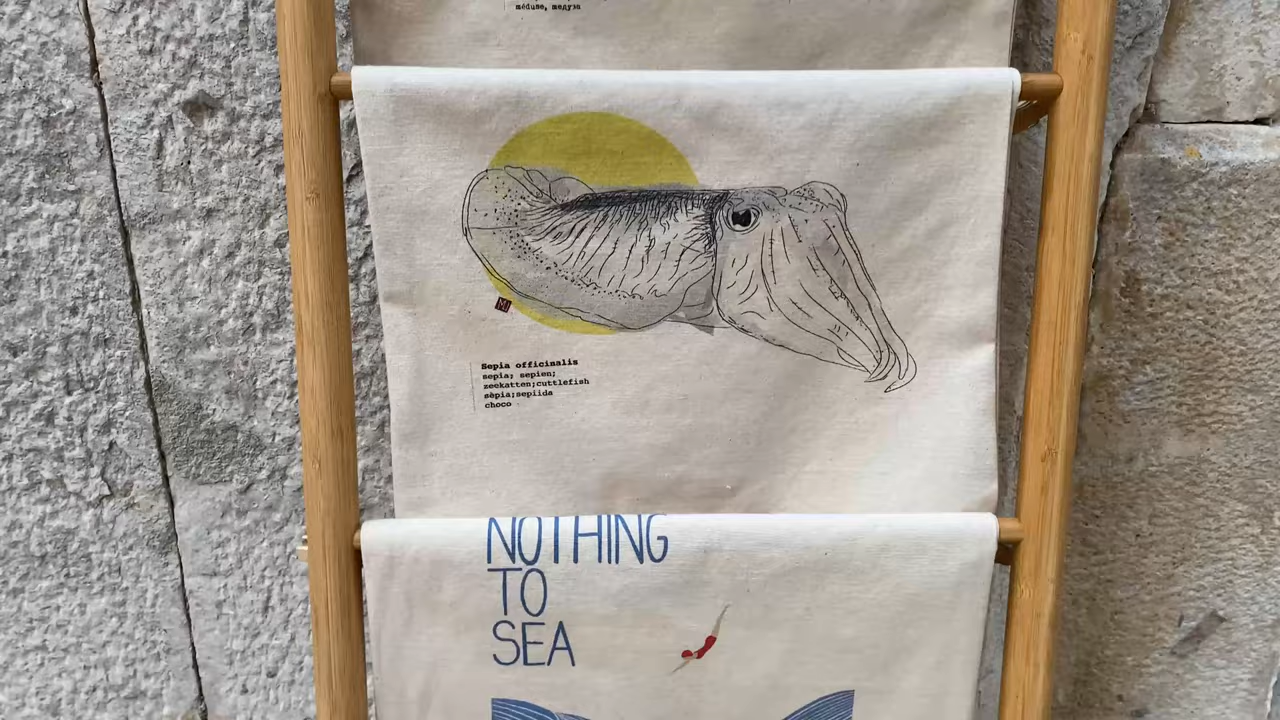 méduse, медуза
Sepia officinalis
sepia; sepien;
zeekatten;cuttlefish
sèpia;sepiida
choco
NOTHING
TO
SEA